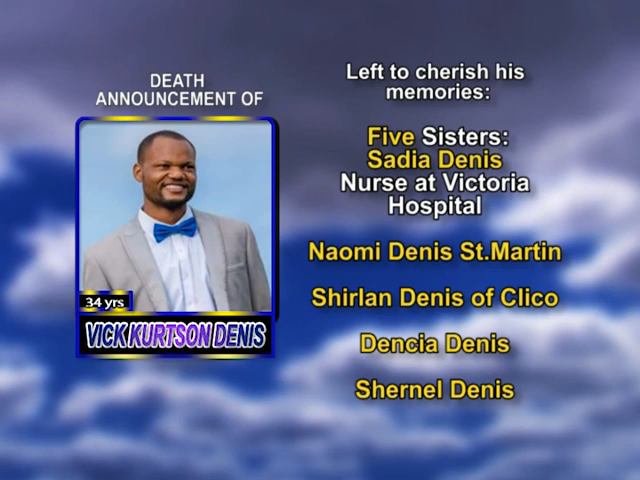 DEATH
ANNOUNCEMENT OF
34 yrs
VICK KURTSON DENIS
Left to cherish his
memories:
Five Sisters:
Sadia Denis
Nurse at Victoria
Hospital
Naomi Denis St.Martin
Shirlan Denis of Clico
Dencia Denis
Shernel Denis